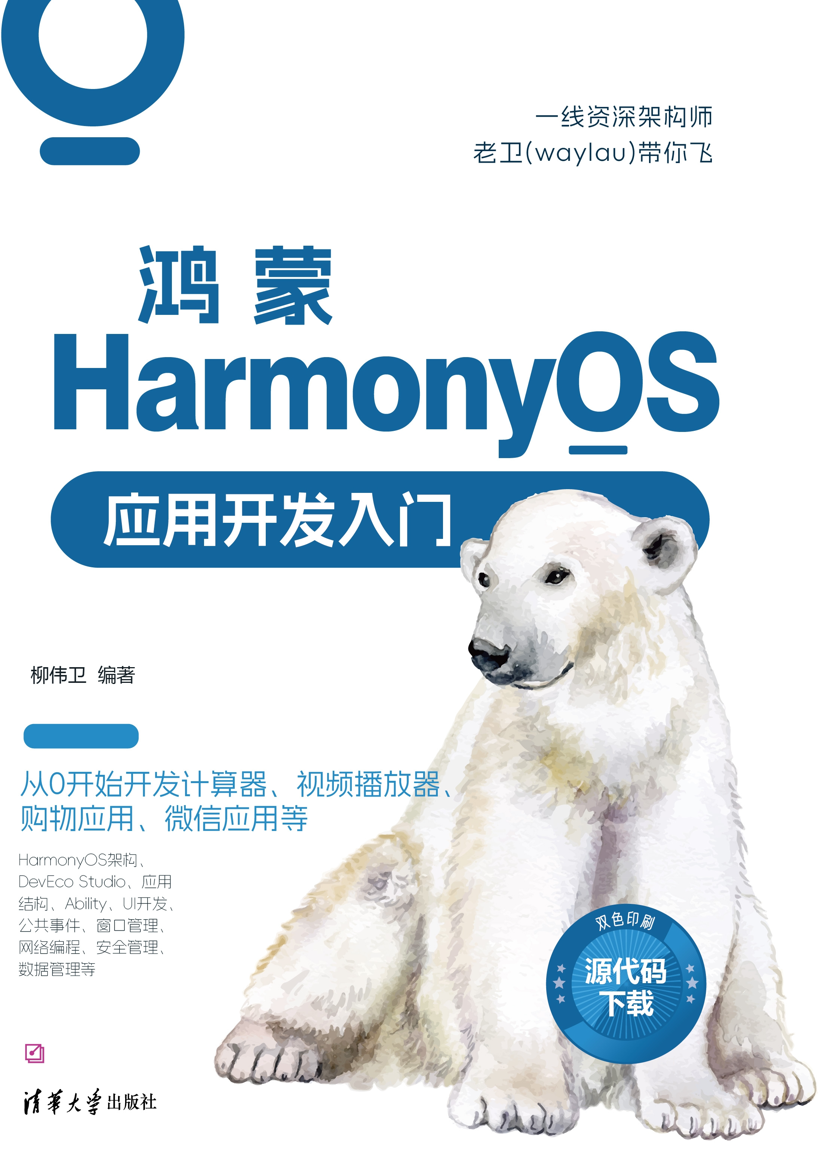 一线资深架构师
老卫(waylau)带你飞
鸿蒙
HarmonyOS
应用开发入门
柳伟卫 编著
从0开始开发计算器、视频播放器、
购物应用、微信应用等
HarmonyOS架构、
DevEco Studio、应用
结构、Ability、UI开发、
公共事件、窗口管理、
网络编程、安全管理、
数据管理等
双色印刷
源代码
下载
清华大学出版社